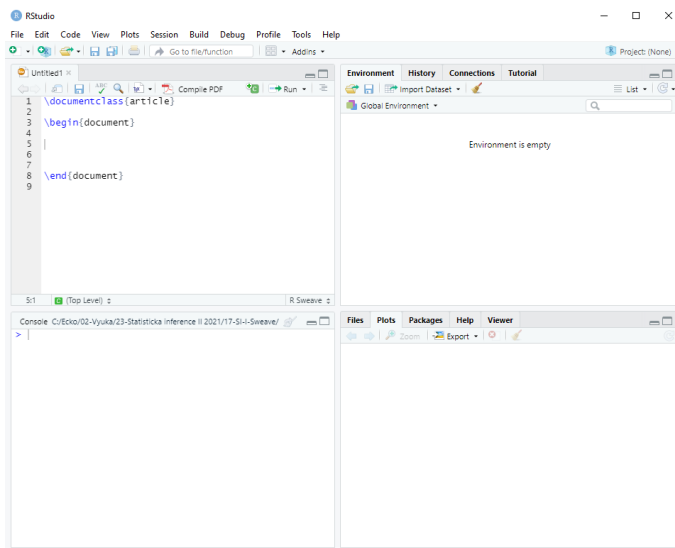 RStudio
File Edit Code View Plots Session Build Debug Profile Tools Help
Go to file/function Addins Project: (None)
Untitled1
ABC Compile PDF Run
1 \documentclass{article}
2
3 \begin{document}
4
5
6
7
8 \end{document}
9
5:1 (Top Level) R Sweave
Environment History Connections Tutorial
Import Dataset List
Global Environment
Environment is empty
Console C:/Ecko/02-Vyuka/23-Statisticka inference II 2021/17-SI-I-Sweave/
>
Files Plots Packages Help Viewer
Zoom Export